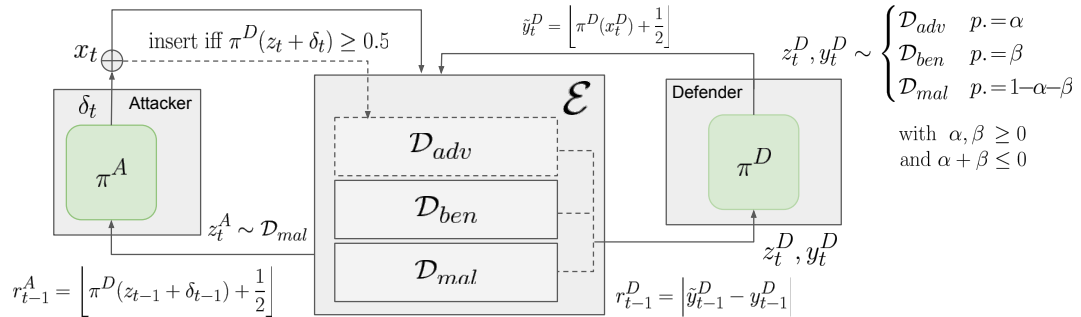 x_t
insert iff π^D(z_t + δ_t) ≥ 0.5
ỹ_t^D = ⌊π^D(x_t^D) + 1/2⌋
z_t^D, y_t^D ∼ { D_adv p.= α
D_ben p.= β
D_mal p.= 1−α−β
with α, β ≥ 0
and α + β ≤ 0
δ_t
Attacker
π^A
ℰ
D_adv
D_ben
D_mal
Defender
π^D
z_t^A ∼ D_mal
z_t^D, y_t^D
r_{t-1}^A = ⌊π^D(z_{t-1} + δ_{t-1}) + 1/2⌋
r_{t-1}^D = |ỹ_{t-1}^D − y_{t-1}^D|